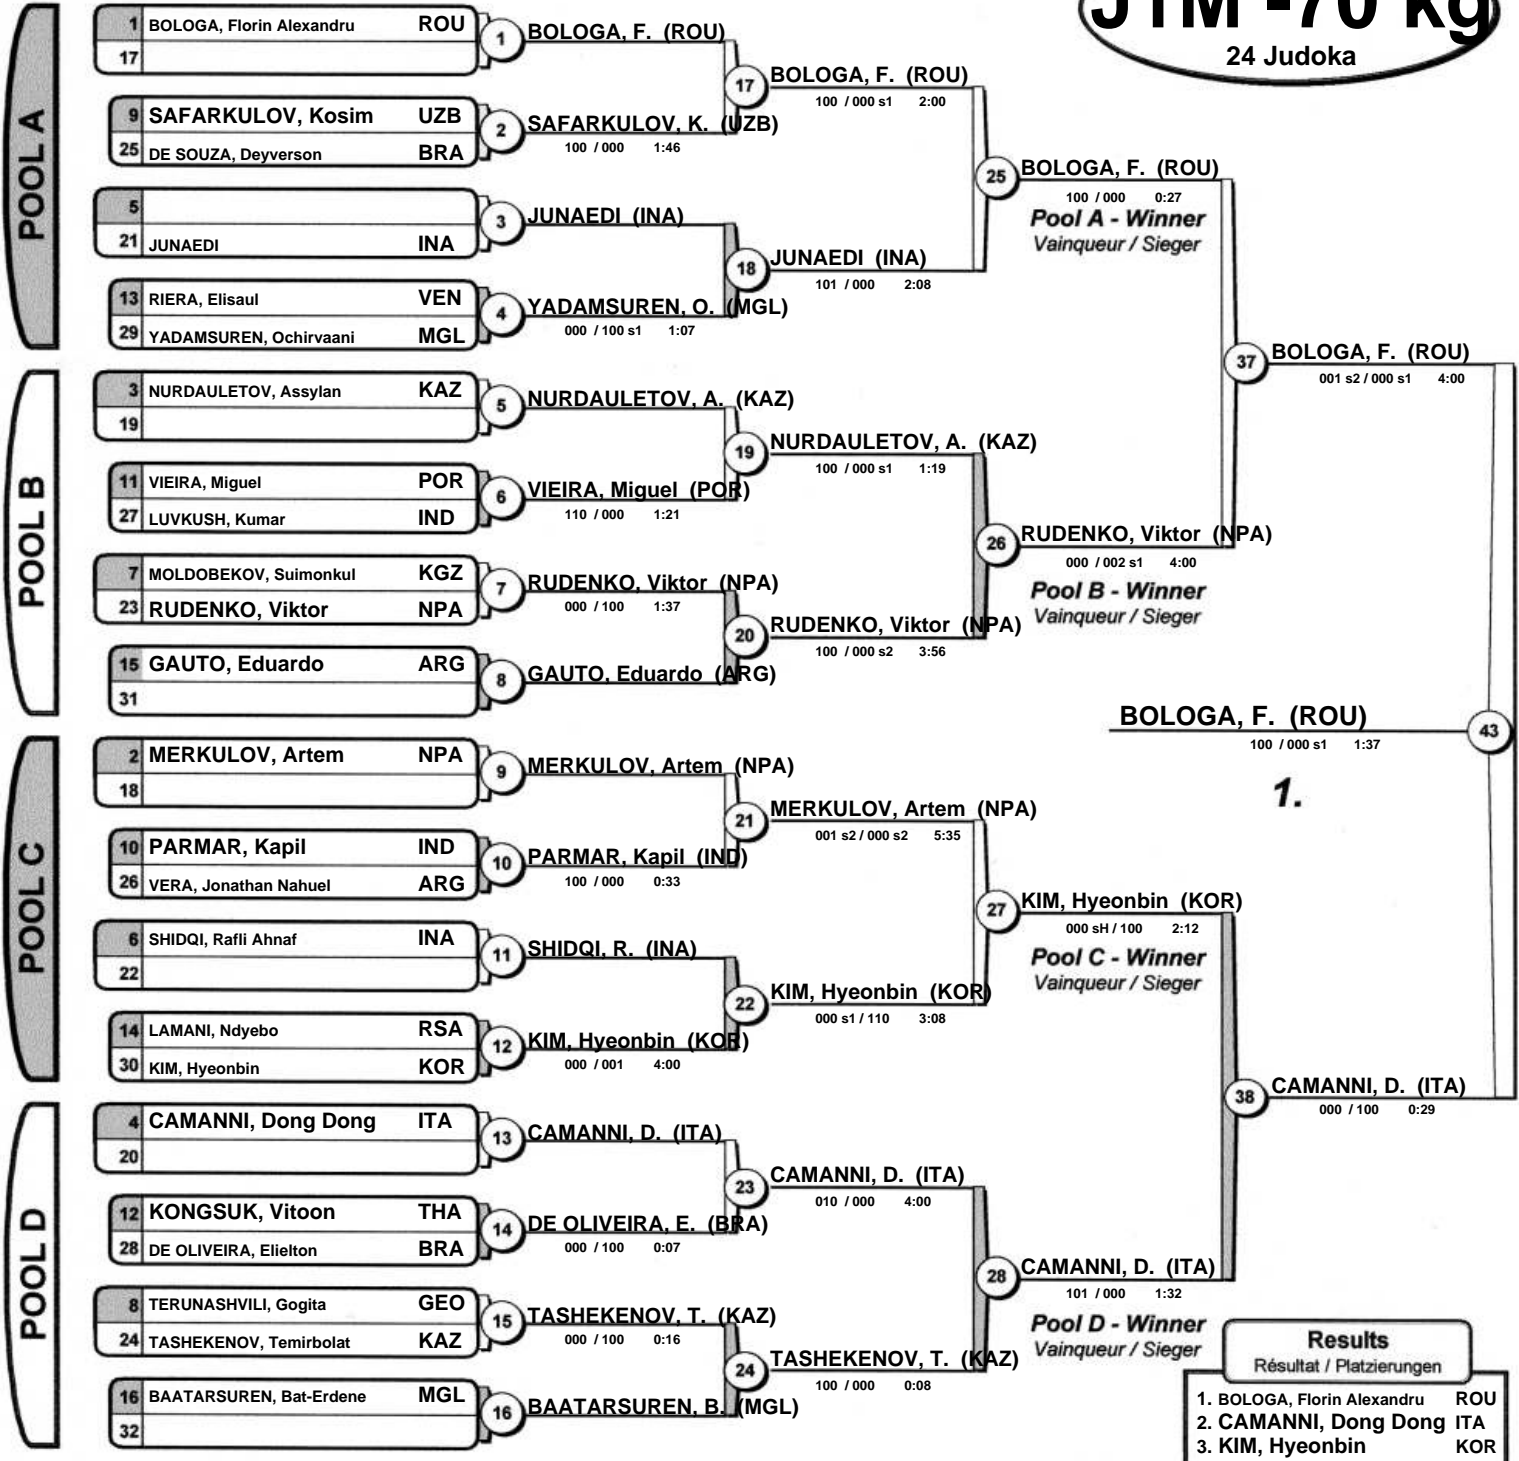 J1M -70 kg
24 Judoka
POOL A
1 BOLOGA, Florin Alexandru ROU
17
1 BOLOGA, F. (ROU)
9 SAFARKULOV, Kosim UZB
25 DE SOUZA, Deyverson BRA
2 SAFARKULOV, K. (UZB)
100 / 000 1:46
17 BOLOGA, F. (ROU)
100 / 000 s1 2:00
5
21 JUNAEDI INA
3 JUNAEDI (INA)
13 RIERA, Elisaul VEN
29 YADAMSUREN, Ochirvaani MGL
4 YADAMSUREN, O. (MGL)
000 / 100 s1 1:07
18 JUNAEDI (INA)
101 / 000 2:08
25 BOLOGA, F. (ROU)
100 / 000 0:27
Pool A - Winner
Vainqueur / Sieger
POOL B
3 NURDAULETOV, Assylan KAZ
19
5 NURDAULETOV, A. (KAZ)
11 VIEIRA, Miguel POR
27 LUVKUSH, Kumar IND
6 VIEIRA, Miguel (POR)
110 / 000 1:21
19 NURDAULETOV, A. (KAZ)
100 / 000 s1 1:19
7 MOLDOBEKOV, Suimonkul KGZ
23 RUDENKO, Viktor NPA
7 RUDENKO, Viktor (NPA)
000 / 100 1:37
15 GAUTO, Eduardo ARG
31
8 GAUTO, Eduardo (ARG)
20 RUDENKO, Viktor (NPA)
100 / 000 s2 3:56
26 RUDENKO, Viktor (NPA)
000 / 002 s1 4:00
Pool B - Winner
Vainqueur / Sieger
37 BOLOGA, F. (ROU)
001 s2 / 000 s1 4:00
BOLOGA, F. (ROU) 43
100 / 000 s1 1:37
1.
POOL C
2 MERKULOV, Artem NPA
18
9 MERKULOV, Artem (NPA)
10 PARMAR, Kapil IND
26 VERA, Jonathan Nahuel ARG
10 PARMAR, Kapil (IND)
100 / 000 0:33
21 MERKULOV, Artem (NPA)
001 s2 / 000 s2 5:35
6 SHIDQI, Rafli Ahnaf INA
22
11 SHIDQI, R. (INA)
14 LAMANI, Ndyebo RSA
30 KIM, Hyeonbin KOR
12 KIM, Hyeonbin (KOR)
000 / 001 4:00
22 KIM, Hyeonbin (KOR)
000 s1 / 110 3:08
27 KIM, Hyeonbin (KOR)
000 sH / 100 2:12
Pool C - Winner
Vainqueur / Sieger
POOL D
4 CAMANNI, Dong Dong ITA
20
13 CAMANNI, D. (ITA)
12 KONGSUK, Vitoon THA
28 DE OLIVEIRA, Elielton BRA
14 DE OLIVEIRA, E. (BRA)
000 / 100 0:07
23 CAMANNI, D. (ITA)
010 / 000 4:00
8 TERUNASHVILI, Gogita GEO
24 TASHEKENOV, Temirbolat KAZ
15 TASHEKENOV, T. (KAZ)
000 / 100 0:16
16 BAATARSUREN, Bat-Erdene MGL
32
16 BAATARSUREN, B. (MGL)
24 TASHEKENOV, T. (KAZ)
100 / 000 0:08
28 CAMANNI, D. (ITA)
101 / 000 1:32
Pool D - Winner
Vainqueur / Sieger
38 CAMANNI, D. (ITA)
000 / 100 0:29
Results
Résultat / Platzierungen
1. BOLOGA, Florin Alexandru ROU
2. CAMANNI, Dong Dong ITA
3. KIM, Hyeonbin KOR